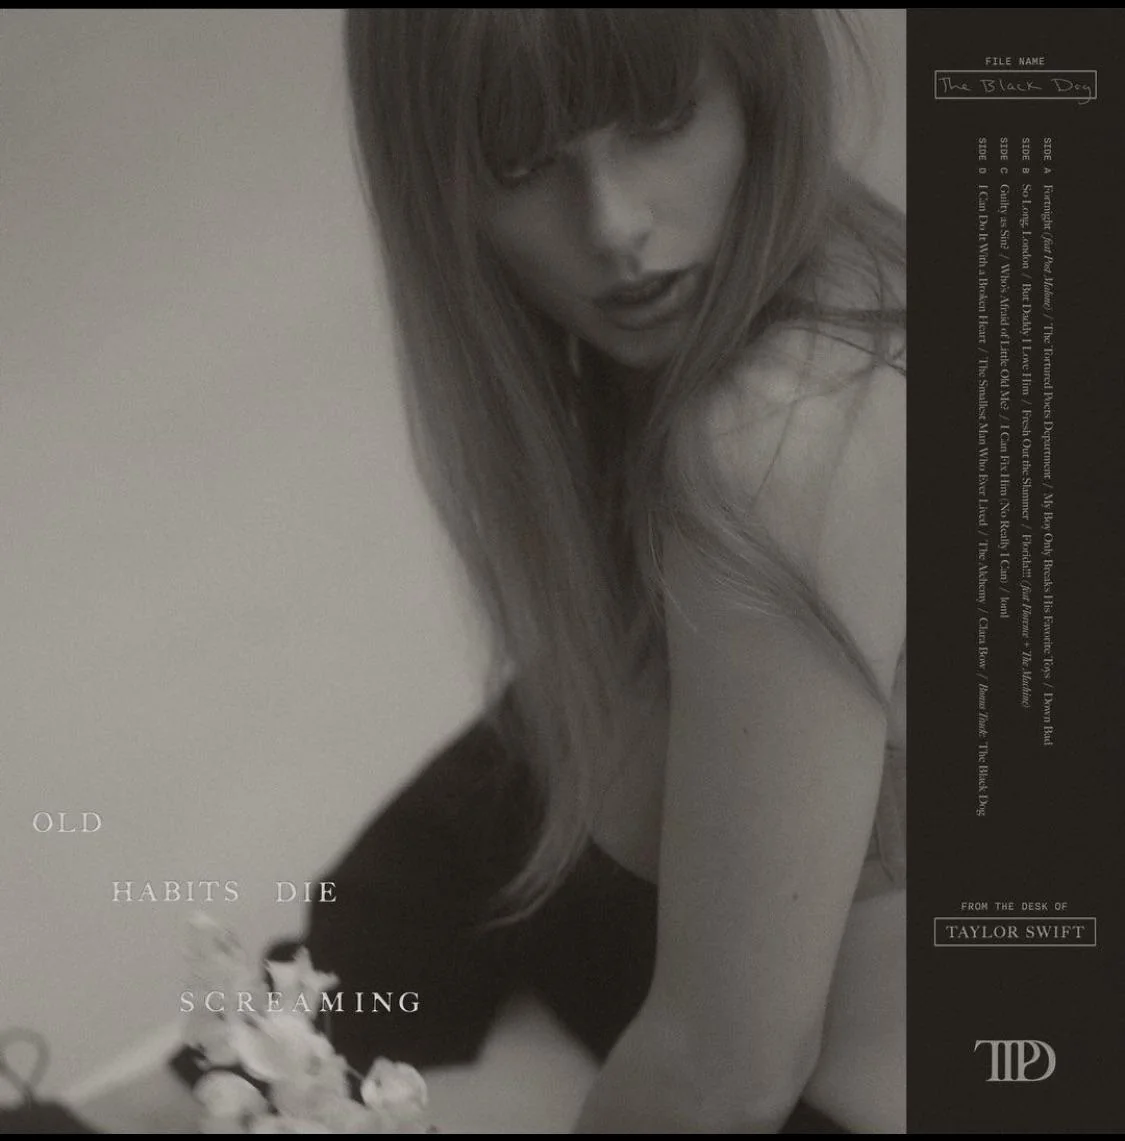 OLD
HABITS DIE
SCREAMING
FILE NAME
The Black Dog
SIDE A Fortnight (feat Post Malone) / The Tortured Poets Department / My Boy Only Breaks His Favorite Toys / Down Bad
SIDE B So Long, London / But Daddy I Love Him / Fresh Out the Slammer / Florida!!! (feat Florence + The Machine)
SIDE C Guilty as Sin? / Who's Afraid of Little Old Me? / I Can Fix Him (No Really I Can) / loml
SIDE D I Can Do It With a Broken Heart / The Smallest Man Who Ever Lived / The Alchemy / Clara Bow / Bonus Track: The Black Dog
FROM THE DESK OF
TAYLOR SWIFT
TTPD